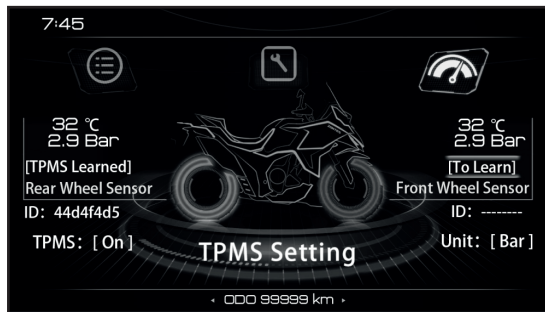 7:45
32 ℃
2.9 Bar
[TPMS Learned]
Rear Wheel Sensor
ID: 44d4f4d5
TPMS: [ On ]
32 ℃
2.9 Bar
[To Learn]
Front Wheel Sensor
ID: --------
Unit: [ Bar ]
TPMS Setting
ODO 99999 km